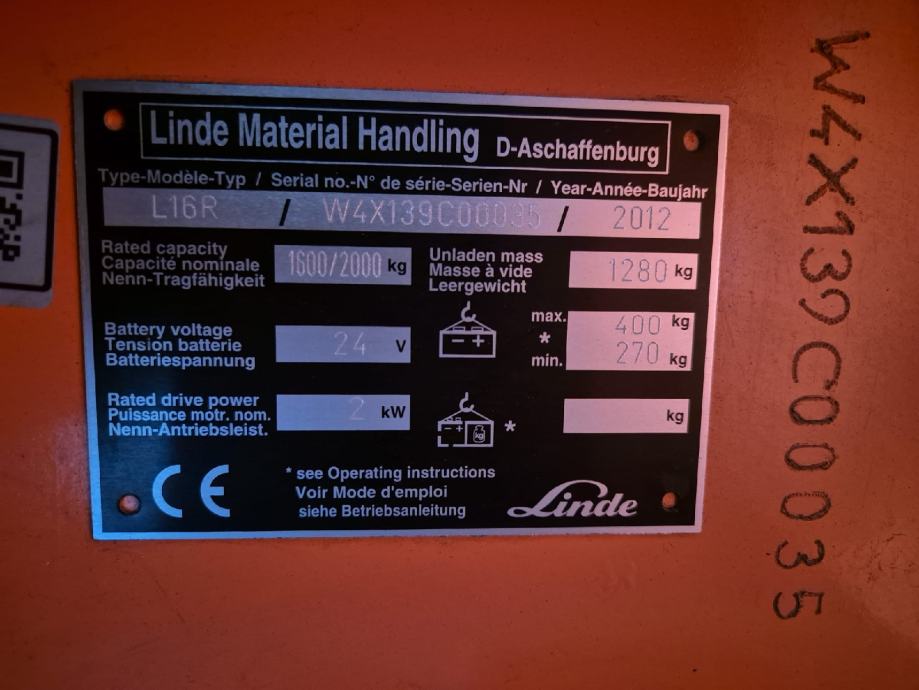 Linde Material Handling D-Aschaffenburg
Type-Modèle-Typ / Serial no.-N° de série-Serien-Nr / Year-Année-Baujahr
L16R / W4X139C00035 / 2012
Rated capacity
Capacité nominale
Nenn-Tragfähigkeit
1600/2000 kg
Unladen mass
Masse à vide
Leergewicht
1280 kg
Battery voltage
Tension batterie
Batteriespannung
24 V
- +
max. 400 kg
*
min. 270 kg
Rated drive power
Puissance motr. nom.
Nenn-Antriebsleist.
2 kW
- + kg *
kg
CE
* see Operating instructions
Voir Mode d'emploi
siehe Betriebsanleitung
Linde
W4X139C00035